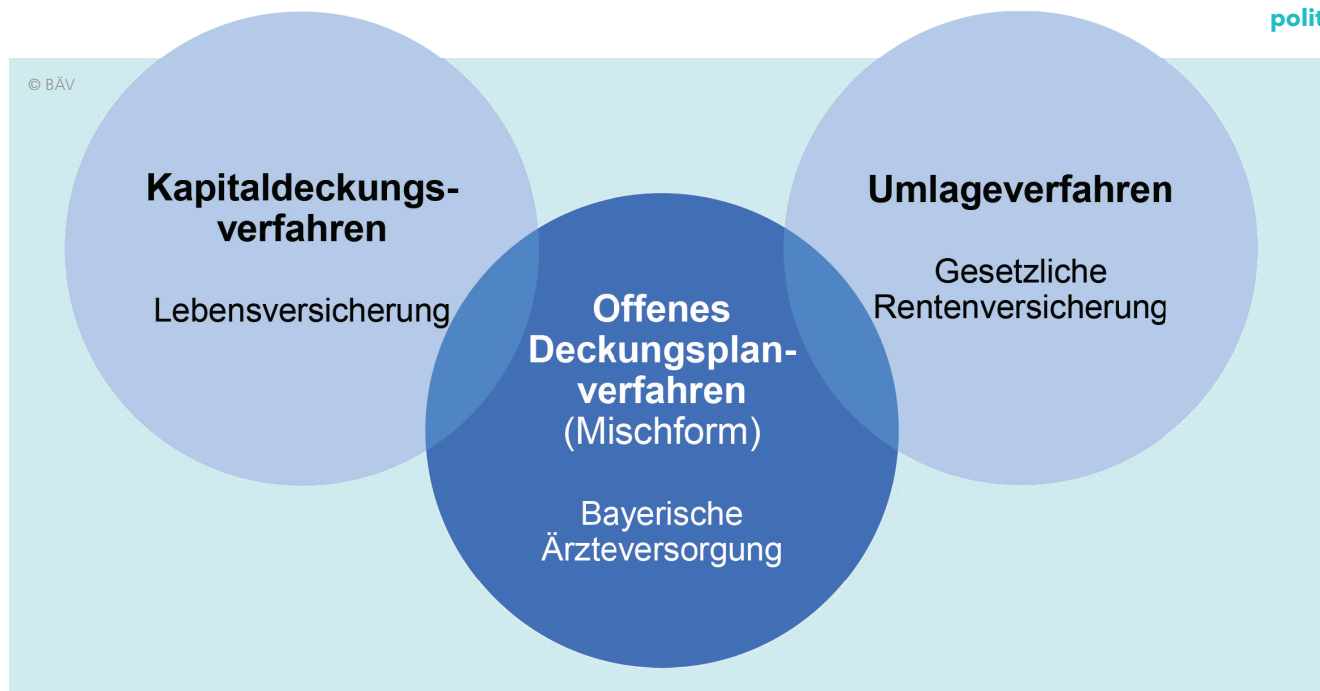 polit
© BÄV
Kapitaldeckungs-
verfahren
Lebensversicherung
Umlageverfahren
Gesetzliche
Rentenversicherung
Offenes
Deckungsplan-
verfahren
(Mischform)
Bayerische
Ärzteversorgung